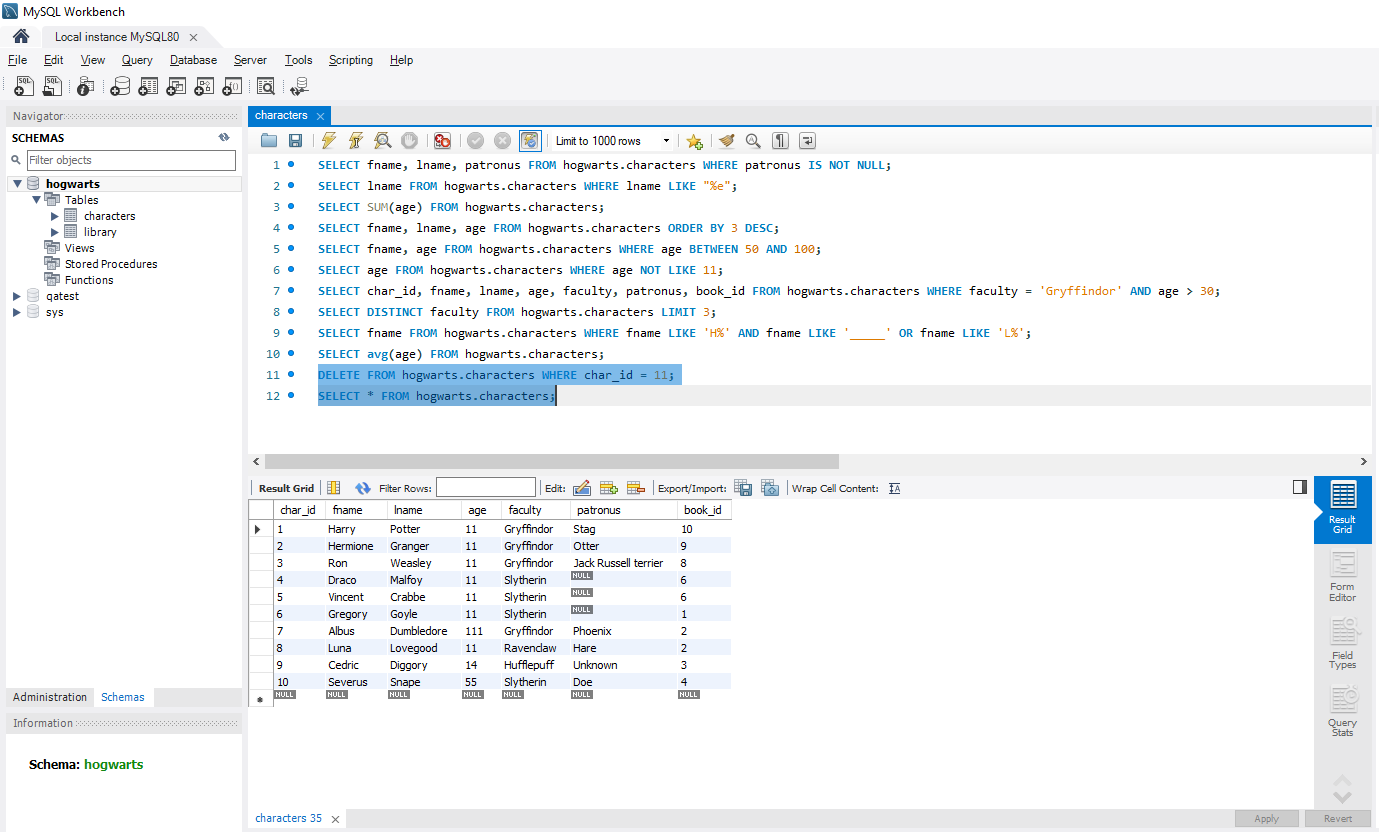 MySQL Workbench
Local instance MySQL80
File Edit View Query Database Server Tools Scripting Help
Navigator
SCHEMAS
Filter objects
hogwarts
Tables
characters
library
Views
Stored Procedures
Functions
qatest
sys
Administration Schemas
Information
Schema: hogwarts
characters
Limit to 1000 rows
1 SELECT fname, lname, patronus FROM hogwarts.characters WHERE patronus IS NOT NULL;
2 SELECT lname FROM hogwarts.characters WHERE lname LIKE "%e";
3 SELECT SUM(age) FROM hogwarts.characters;
4 SELECT fname, lname, age FROM hogwarts.characters ORDER BY 3 DESC;
5 SELECT fname, age FROM hogwarts.characters WHERE age BETWEEN 50 AND 100;
6 SELECT age FROM hogwarts.characters WHERE age NOT LIKE 11;
7 SELECT char_id, fname, lname, age, faculty, patronus, book_id FROM hogwarts.characters WHERE faculty = 'Gryffindor' AND age > 30;
8 SELECT DISTINCT faculty FROM hogwarts.characters LIMIT 3;
9 SELECT fname FROM hogwarts.characters WHERE fname LIKE 'H%' AND fname LIKE '_____' OR fname LIKE 'L%';
10 SELECT avg(age) FROM hogwarts.characters;
11 DELETE FROM hogwarts.characters WHERE char_id = 11;
12 SELECT * FROM hogwarts.characters;
Result Grid Filter Rows: Edit: Export/Import: Wrap Cell Content:
char_id fname lname age faculty patronus book_id
1 Harry Potter 11 Gryffindor Stag 10
2 Hermione Granger 11 Gryffindor Otter 9
3 Ron Weasley 11 Gryffindor Jack Russell terrier 8
4 Draco Malfoy 11 Slytherin NULL 6
5 Vincent Crabbe 11 Slytherin NULL 6
6 Gregory Goyle 11 Slytherin NULL 1
7 Albus Dumbledore 111 Gryffindor Phoenix 2
8 Luna Lovegood 11 Ravenclaw Hare 2
9 Cedric Diggory 14 Hufflepuff Unknown 3
10 Severus Snape 55 Slytherin Doe 4
NULL NULL NULL NULL NULL NULL NULL
Result
Grid
Form
Editor
Field
Types
Query
Stats
characters 35
Apply Revert